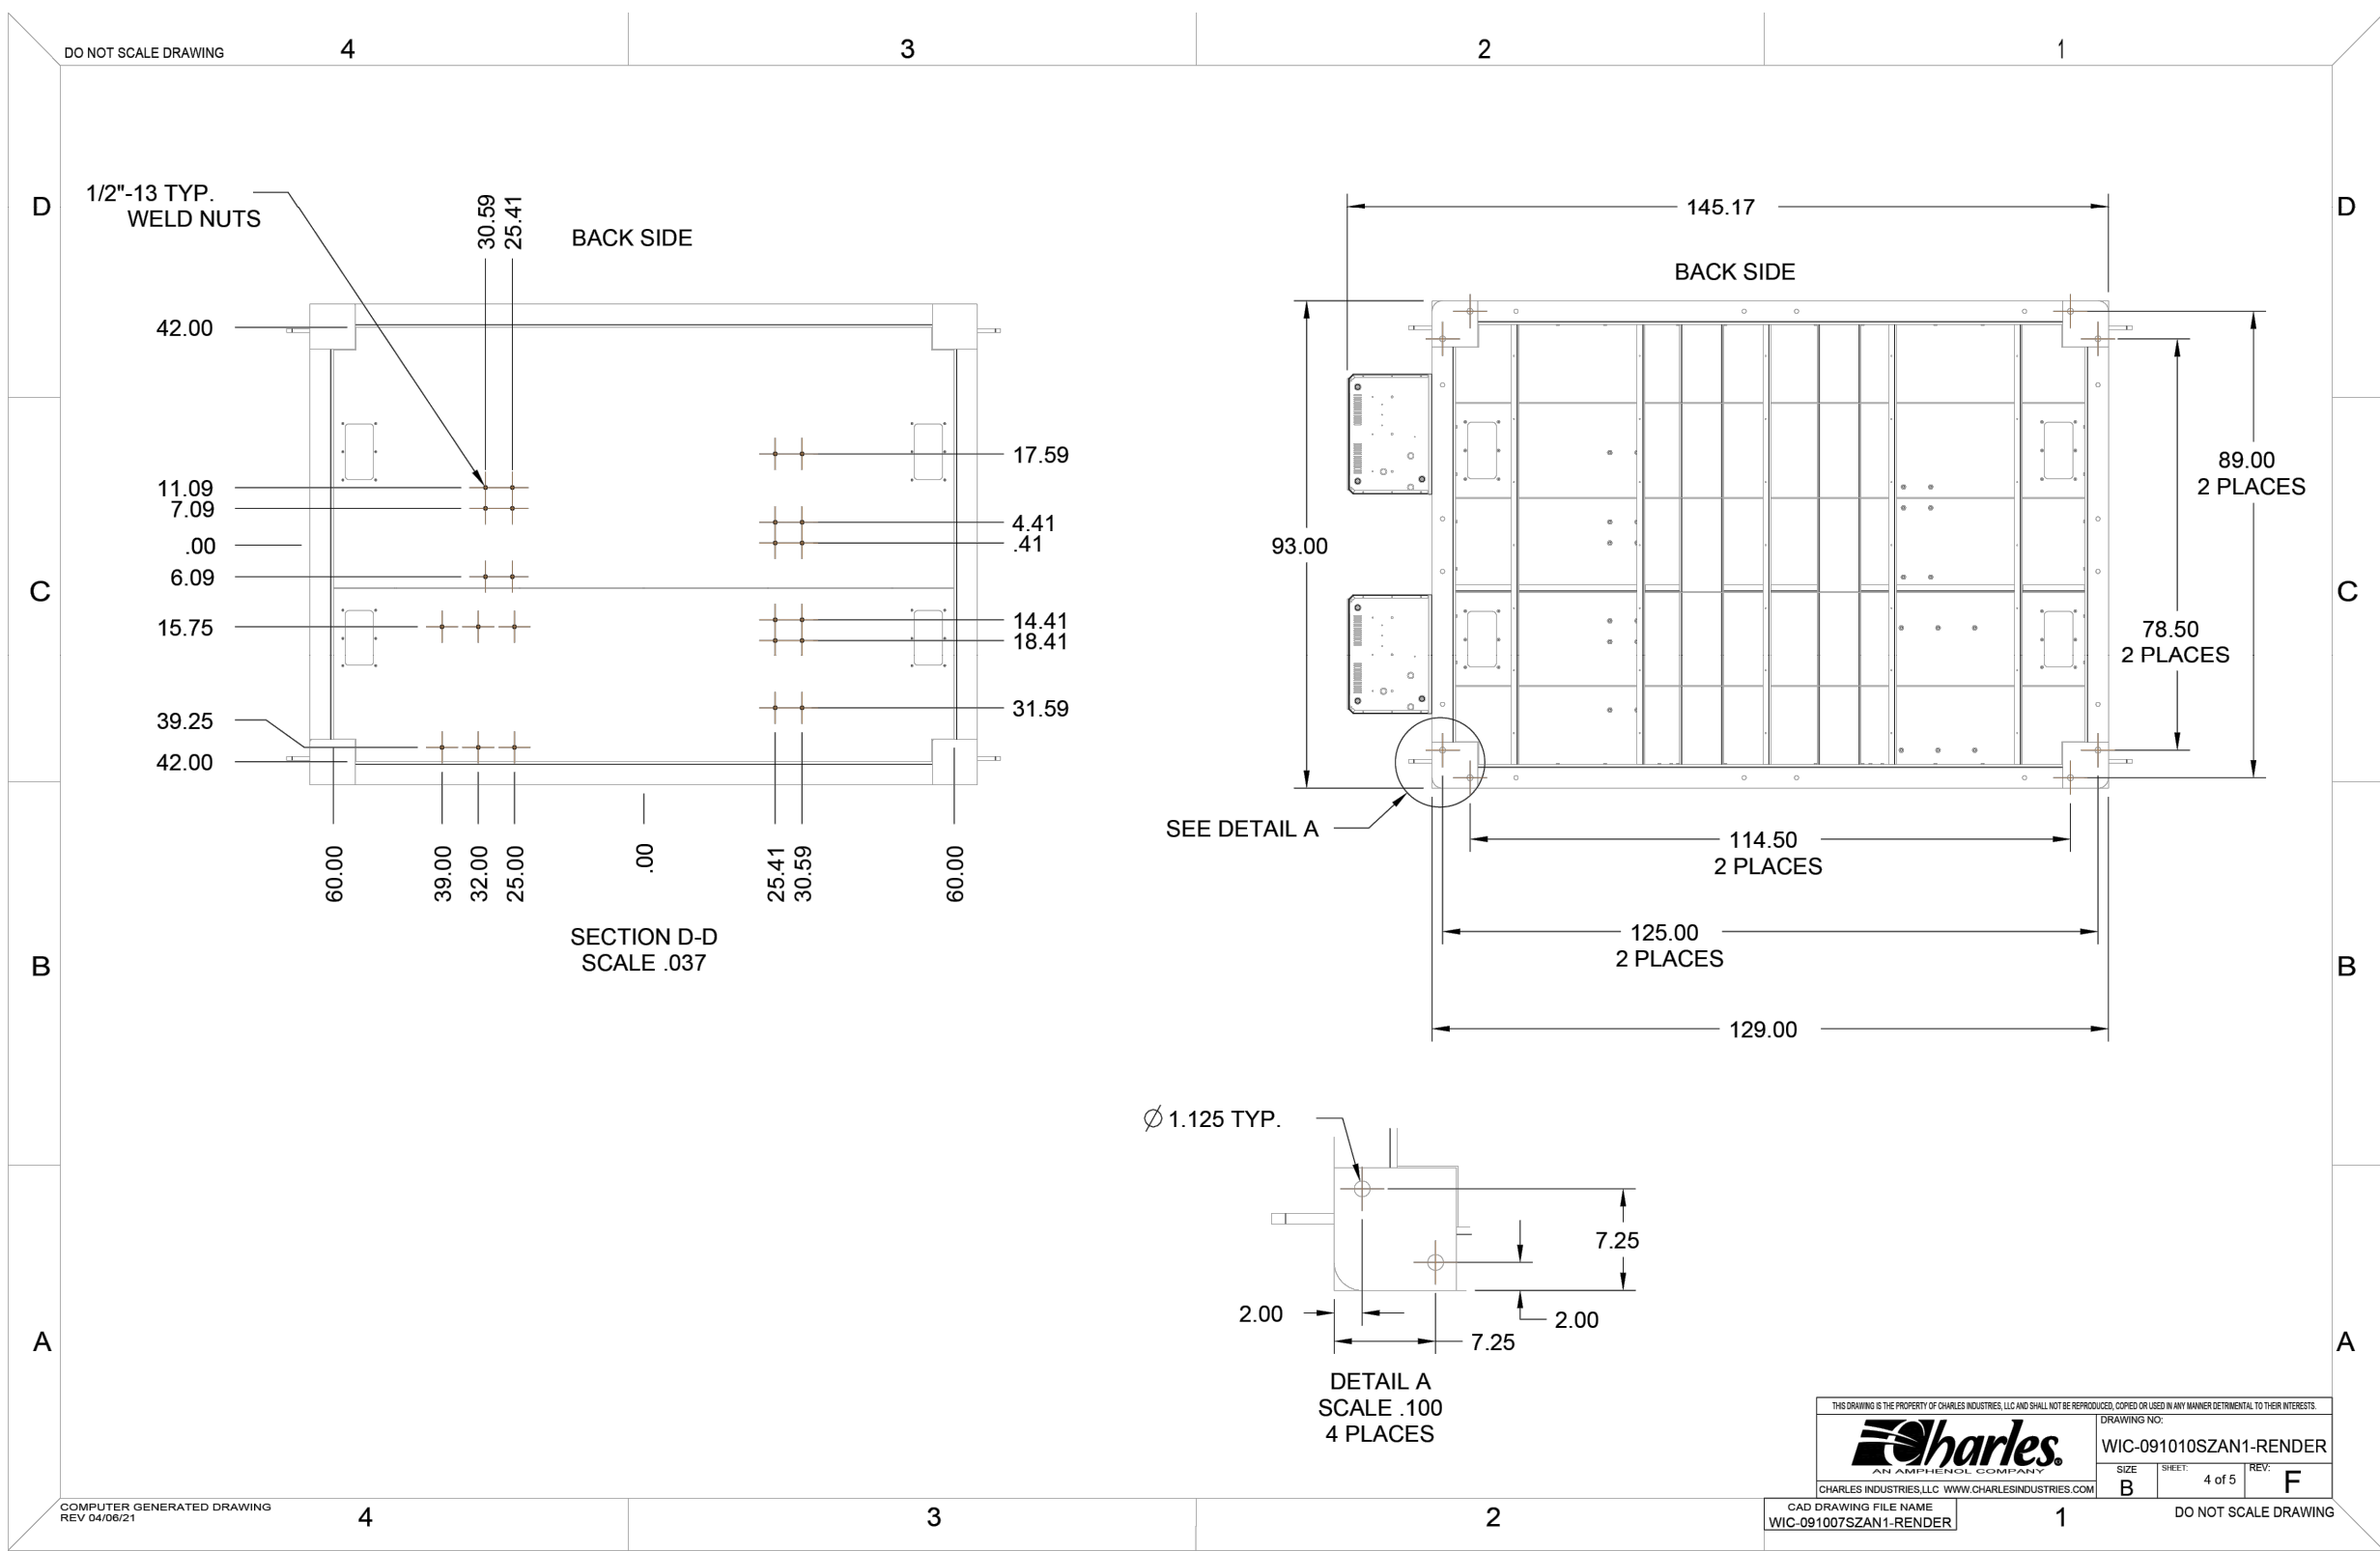 DO NOT SCALE DRAWING
4
3
2
1
D
D
1/2"-13 TYP.
WELD NUTS
30.59
25.41
BACK SIDE
42.00
11.09
7.09
.00
6.09
15.75
39.25
42.00
17.59
4.41
.41
14.41
18.41
31.59
60.00
39.00
32.00
25.00
.00
25.41
30.59
60.00
SECTION D-D
SCALE .037
145.17
BACK SIDE
93.00
89.00
2 PLACES
78.50
2 PLACES
SEE DETAIL A
114.50
2 PLACES
125.00
2 PLACES
129.00
C
C
B
B
Ø 1.125 TYP.
7.25
2.00
2.00
7.25
DETAIL A
SCALE .100
4 PLACES
A
A
THIS DRAWING IS THE PROPERTY OF CHARLES INDUSTRIES, LLC AND SHALL NOT BE REPRODUCED, COPIED OR USED IN ANY MANNER DETRIMENTAL TO THEIR INTERESTS.
Charles®
AN AMPHENOL COMPANY
CHARLES INDUSTRIES,LLC WWW.CHARLESINDUSTRIES.COM
DRAWING NO:
WIC-091010SZAN1-RENDER
SIZE
B
SHEET:
4 of 5
REV:
F
CAD DRAWING FILE NAME
WIC-091007SZAN1-RENDER
COMPUTER GENERATED DRAWING
REV 04/06/21
4
3
2
1
DO NOT SCALE DRAWING